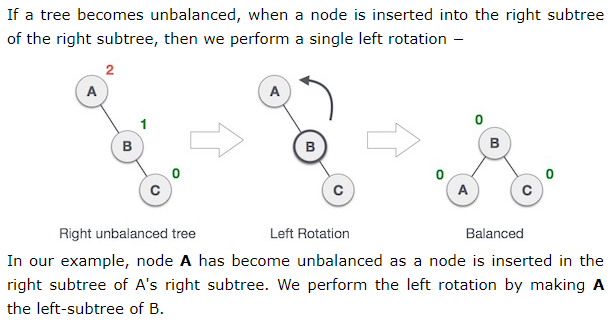 If a tree becomes unbalanced, when a node is inserted into the right subtree
of the right subtree, then we perform a single left rotation −
2
A
1
B
0
C
A
B
C
0
B
0
A
0
C
Right unbalanced tree
Left Rotation
Balanced
In our example, node A has become unbalanced as a node is inserted in the
right subtree of A's right subtree. We perform the left rotation by making A
the left-subtree of B.